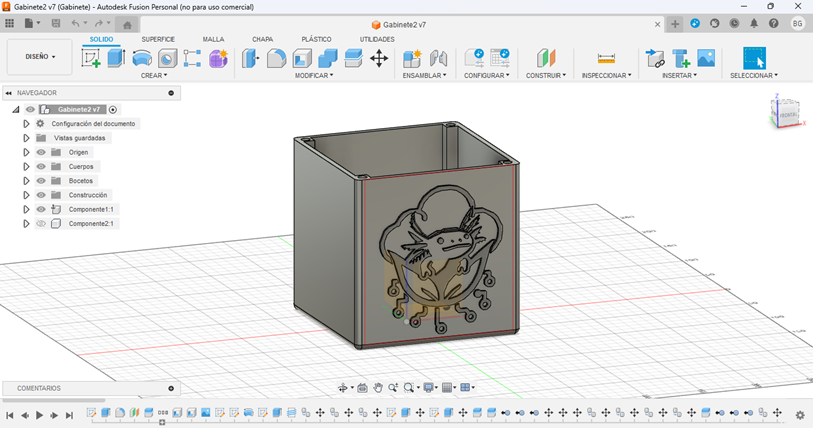 Gabinete2 v7 (Gabinete) - Autodesk Fusion Personal (no para uso comercial)
Gabinete2 v7
BG
SOLIDO SUPERFICIE MALLA CHAPA PLÁSTICO UTILIDADES
DISEÑO
CREAR MODIFICAR ENSAMBLAR CONFIGURAR CONSTRUIR INSPECCIONAR INSERTAR SELECCIONAR
NAVEGADOR
Gabinete2 v7
Configuración del documento
Vistas guardadas
Origen
Cuerpos
Bocetos
Construcción
Componente1:1
Componente2:1
Z
X
COMENTARIOS